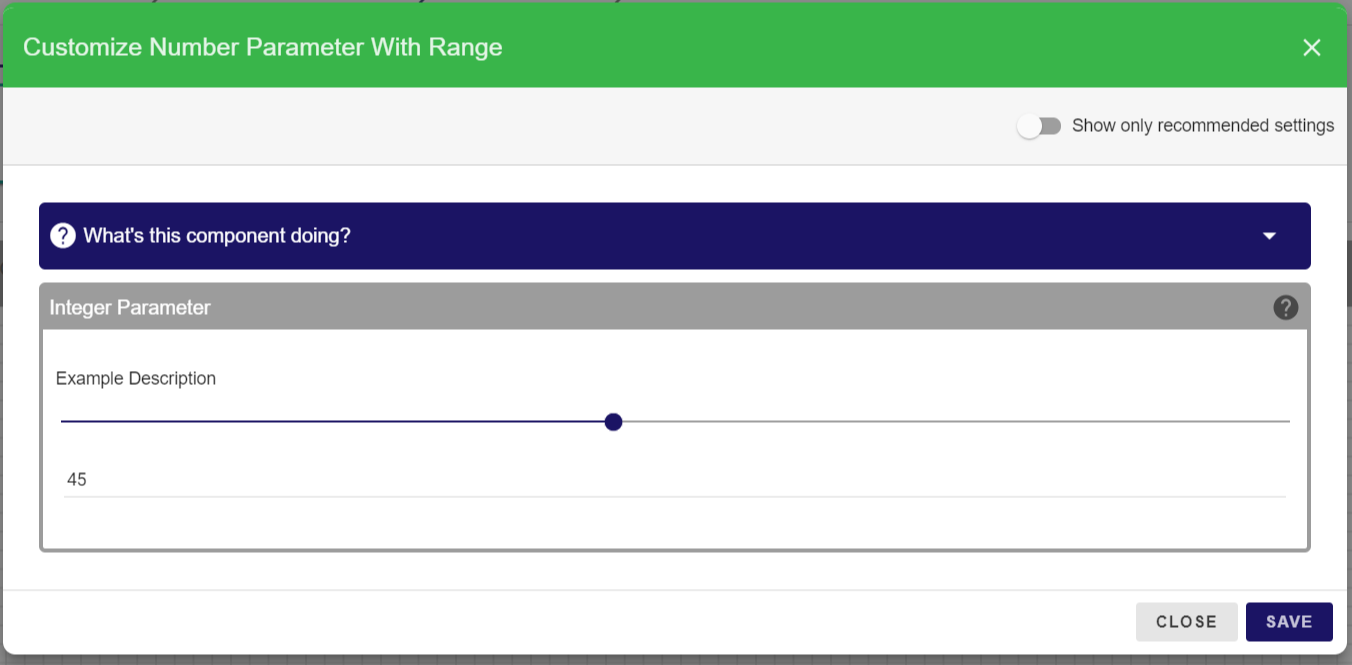 Customize Number Parameter With Range
Show only recommended settings
? What's this component doing?
Integer Parameter ?
Example Description
45
CLOSE SAVE